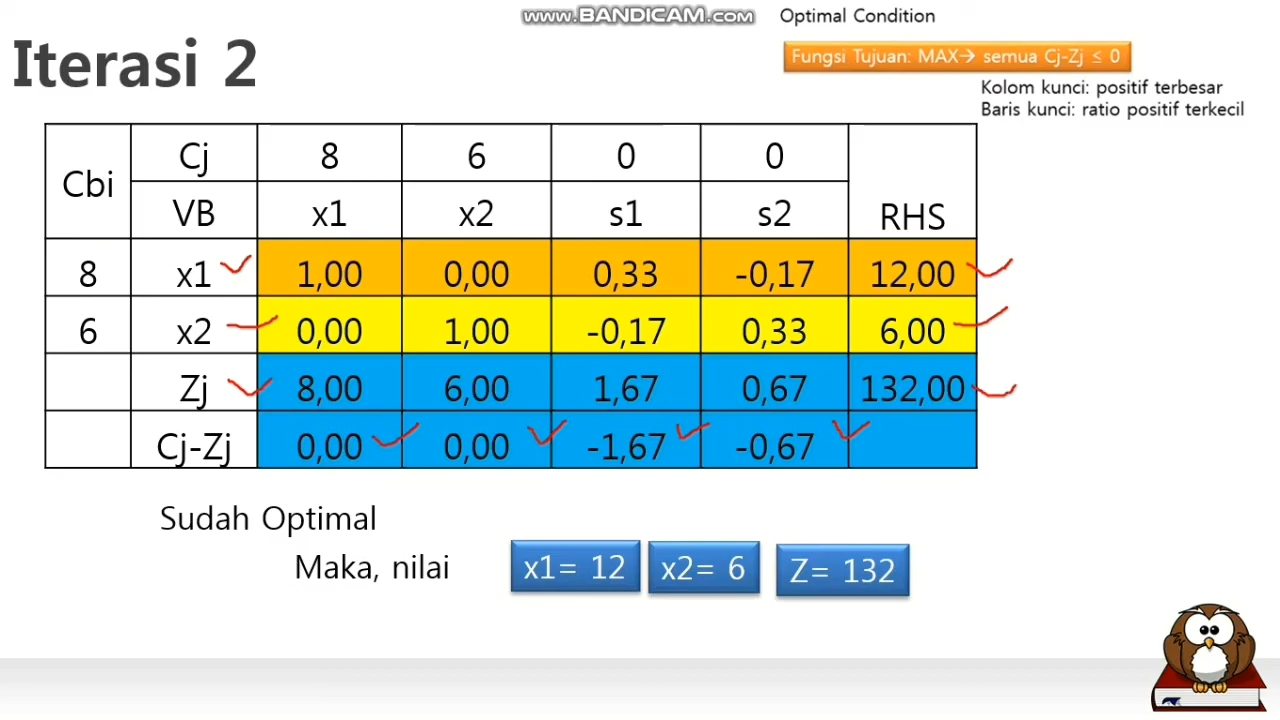 www.BANDICAM.com
Optimal Condition
Iterasi 2
Fungsi Tujuan: MAX→ semua Cj-Zj ≤ 0
Kolom kunci: positif terbesar
Baris kunci: ratio positif terkecil
Cbi Cj 8 6 0 0 RHS
VB x1 x2 s1 s2
8 x1 1,00 0,00 0,33 -0,17 12,00
6 x2 0,00 1,00 -0,17 0,33 6,00
Zj 8,00 6,00 1,67 0,67 132,00
Cj-Zj 0,00 0,00 -1,67 -0,67
Sudah Optimal
Maka, nilai x1= 12 x2= 6 Z= 132